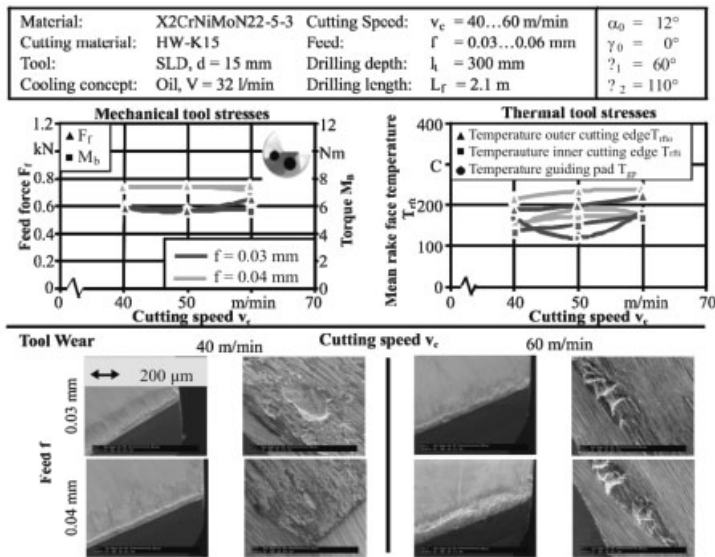 Material: X2CrNiMoN22-5-3 Cutting Speed: vc = 40...60 m/min α0 = 12°
Cutting material: HW-K15 Feed: f = 0.03...0.06 mm γ0 = 0°
Tool: SLD, d = 15 mm Drilling depth: lt = 300 mm ?1 = 60°
Cooling concept: Oil, V = 32 l/min Drilling length: Lf = 2.1 m ?2 = 110°
Mechanical tool stresses
1.2
kN
0.8
0.6
0.4
0.2
0
Feed force Ff
▲ Ff
■ Mb
12
Nm
8
6
4
2
0
Torque MB
f = 0.03 mm
f = 0.04 mm
0 40 50 m/min 70
Cutting speed vc
Thermal tool stresses
400
C
200
100
0
Mean rake face temperature
Trfi
▲ Temperature outer cutting edgeTrfio
■ Temperauture inner cutting edge Trfii
● Temperature guiding pad TgP
0 40 50 m/min 70
Cutting speed vc
Tool Wear
40 m/min
Cutting speed vc
60 m/min
200 µm
Feed f
0.03 mm
0.04 mm